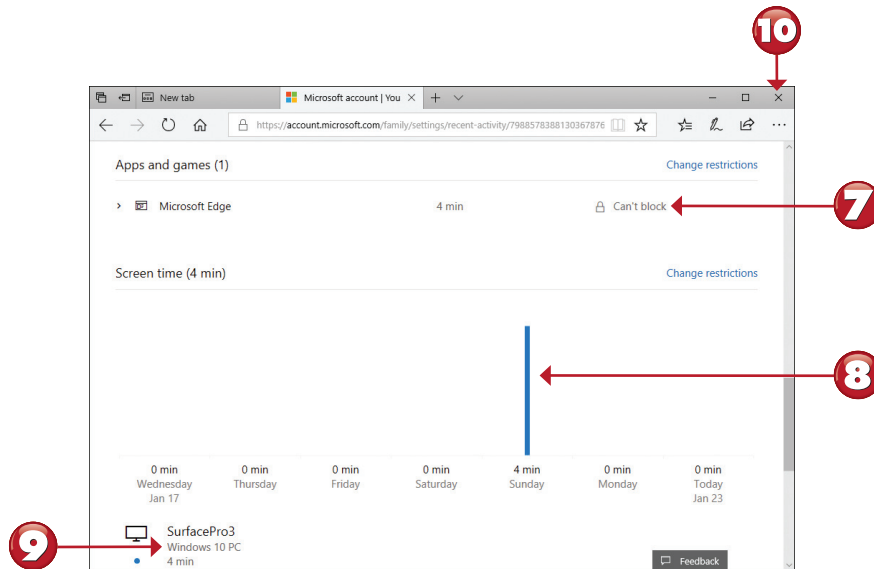 10
New tab
Microsoft account | You
https://account.microsoft.com/family/settings/recent-activity/7988578388130367876
Apps and games (1) Change restrictions
Microsoft Edge 4 min Can't block
7
Screen time (4 min) Change restrictions
8
0 min 0 min 0 min 0 min 4 min 0 min 0 min
Wednesday Thursday Friday Saturday Sunday Monday Today
Jan 17 Jan 23
SurfacePro3
9 Windows 10 PC
4 min
Feedback